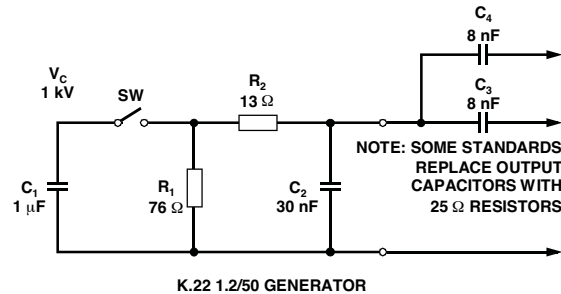 C4
8 nF
VC
1 kV
SW
R2
13 Ω
C3
8 nF
NOTE: SOME STANDARDS
REPLACE OUTPUT
CAPACITORS WITH
25 Ω RESISTORS
C1
1 µF
R1
76 Ω
C2
30 nF
K.22 1.2/50 GENERATOR